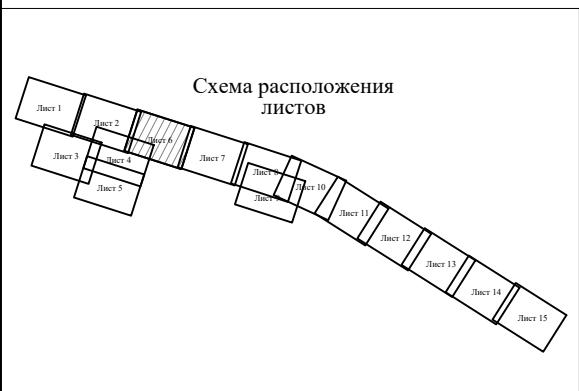 Схема расположения
листов
Лист 1
Лист 2
Лист 3
Лист 4
Лист 5
Лист 6
Лист 7
Лист 8
Лист
Лист 10
Лист 11
Лист 12
Лист 13
Лист 14
Лист 15